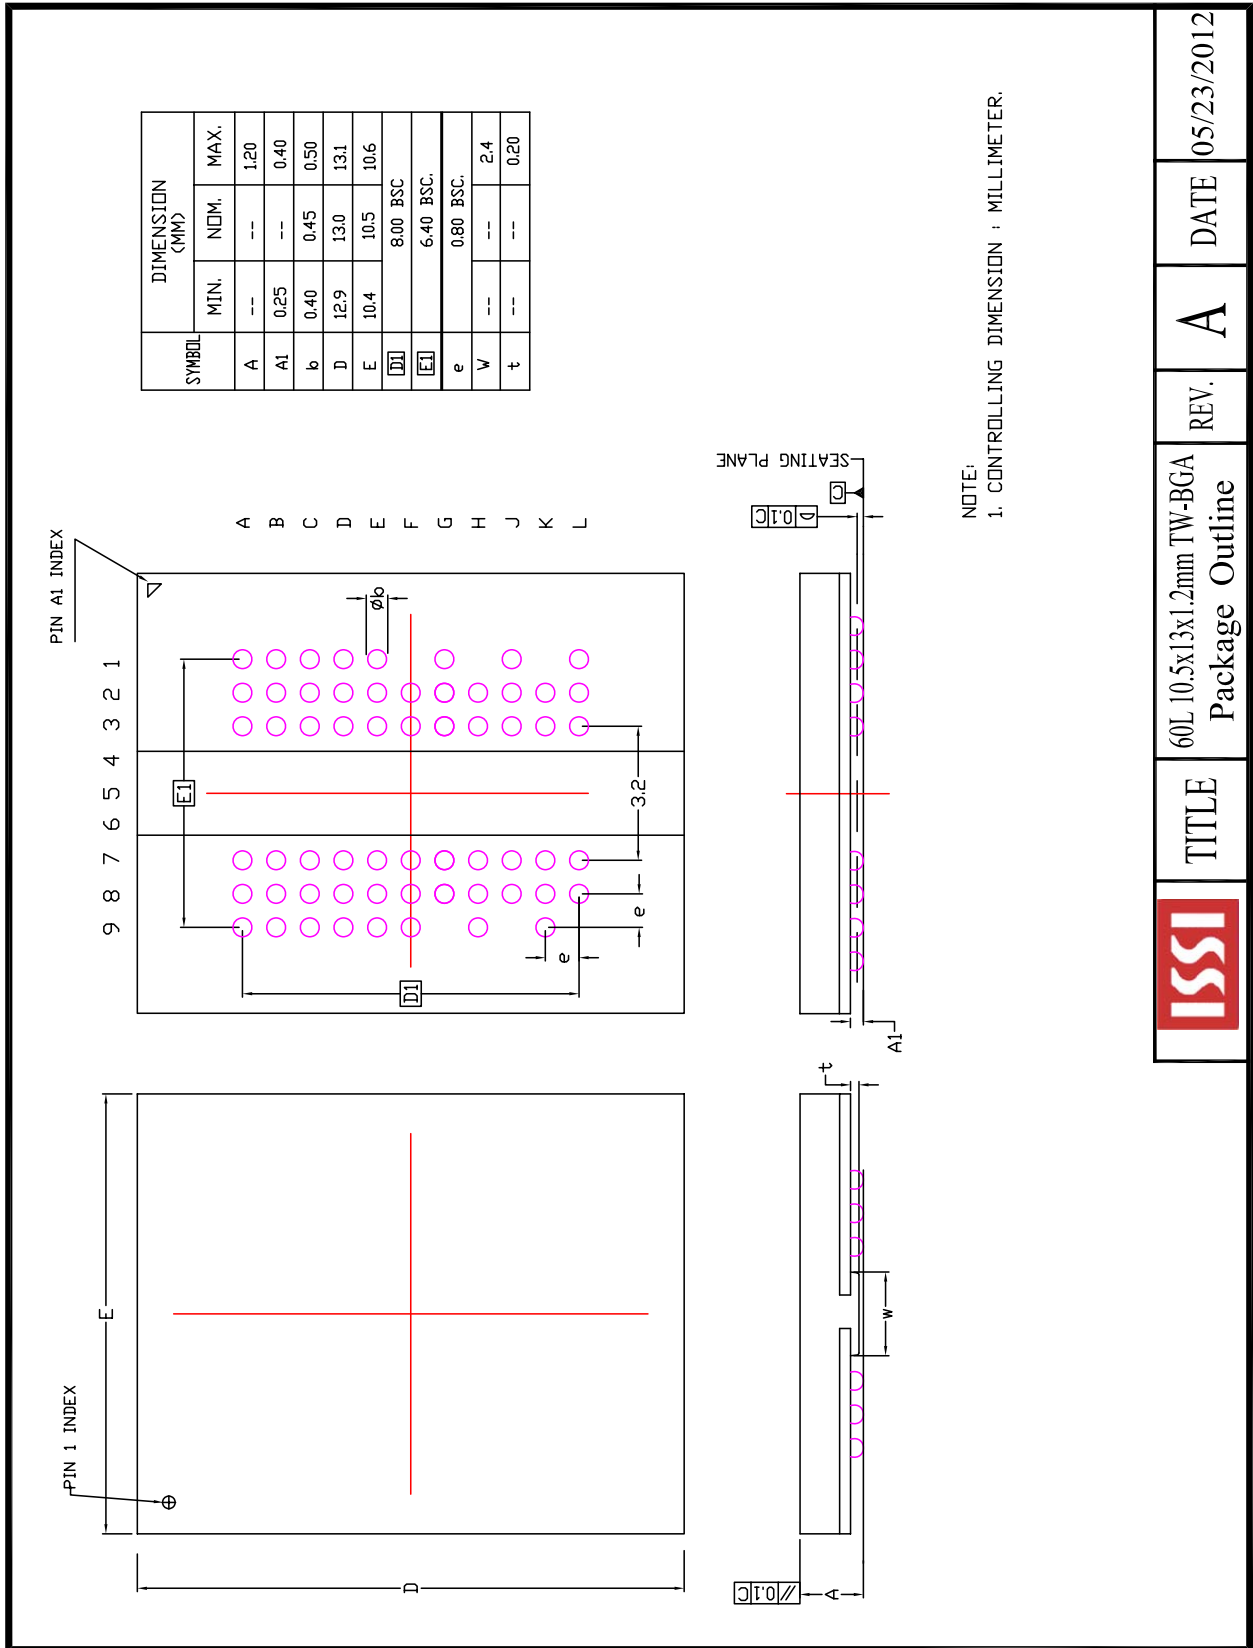 PIN A1 INDEX
1 2 3 4 5 6 7 8 9
A
B
C
D
E
F
G
H
J
K
L
E1
Øb
3.2
e
e
D1
PIN 1 INDEX
E
D
SYMBOL DIMENSION (MM)
MIN. NOM. MAX.
A -- -- 1.20
A1 0.25 -- 0.40
b 0.40 0.45 0.50
D 12.9 13.0 13.1
E 10.4 10.5 10.6
D1 8.00 BSC
E1 6.40 BSC.
e 0.80 BSC.
W -- -- 2.4
t -- -- 0.20
SEATING PLANE
C
0.1 C
A1
t
w
A
// 0.1 C
NOTE:
1. CONTROLLING DIMENSION : MILLIMETER.
ISSI
TITLE
60L 10.5x13x1.2mm TW-BGA
Package Outline
REV.
A
DATE
05/23/2012